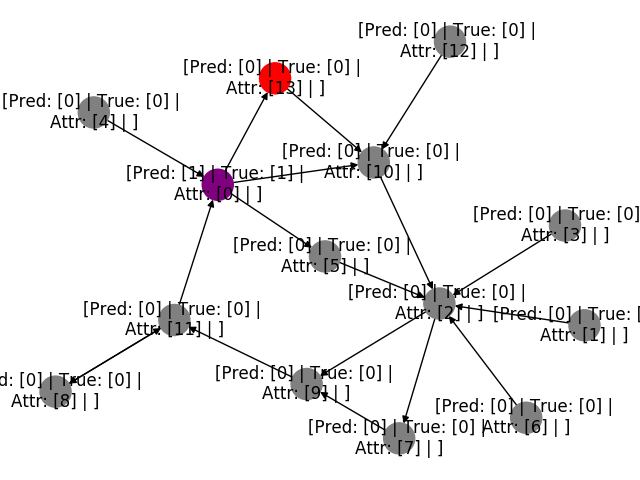 [Pred: [0] | True: [0] |
Attr: [12] | ]
[Pred: [0] | True: [0] |
Attr: [13] | ]
[Pred: [0] | True: [0] |
Attr: [4] | ]
[Pred: [0] | True: [0] |
Attr: [10] | ]
[Pred: [1] | True: [1] |
Attr: [0] | ]
[Pred: [0] | True: [0]
Attr: [3] | ]
[Pred: [0] | True: [0] |
Attr: [5] | ]
[Pred: [0] | True: [0] |
Attr: [2] | ]
[Pred: [0] | True: [
Attr: [1] | ]
[Pred: [0] | True: [0] |
Attr: [11] | ]
d: [0] | True: [0] |
Attr: [8] | ]
[Pred: [0] | True: [0] |
Attr: [9] | ]
[Pred: [0] | True: [0] |
Attr: [6] | ]
[Pred: [0] | True: [0] |
Attr: [7] | ]